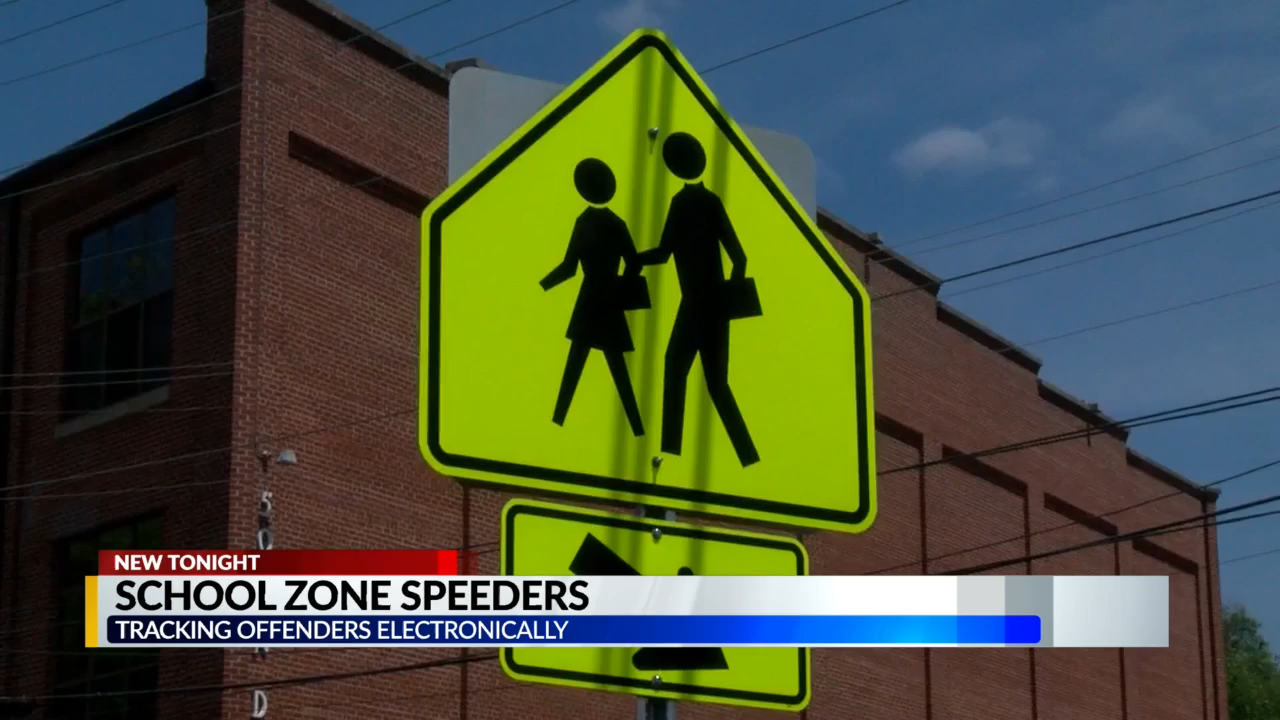 NEW TONIGHT
SCHOOL ZONE SPEEDERS
TRACKING OFFENDERS ELECTRONICALLY